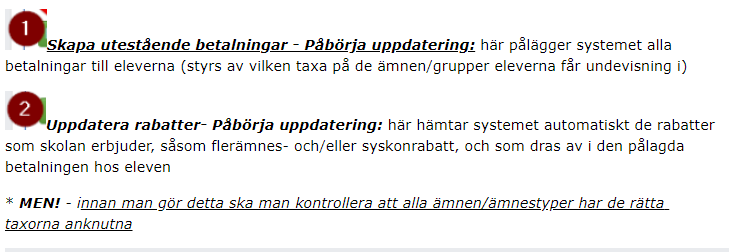 1 Skapa utestående betalningar - Påbörja uppdatering: här pålägger systemet alla
betalningar till eleverna (styrs av vilken taxa på de ämnen/grupper eleverna får undevisning i)
2 Uppdatera rabatter- Påbörja uppdatering: här hämtar systemet automatiskt de rabatter
som skolan erbjuder, såsom flerämnes- och/eller syskonrabatt, och som dras av i den pålagda
betalningen hos eleven
* MEN! - innan man gör detta ska man kontrollera att alla ämnen/ämnestyper har de rätta
taxorna anknutna